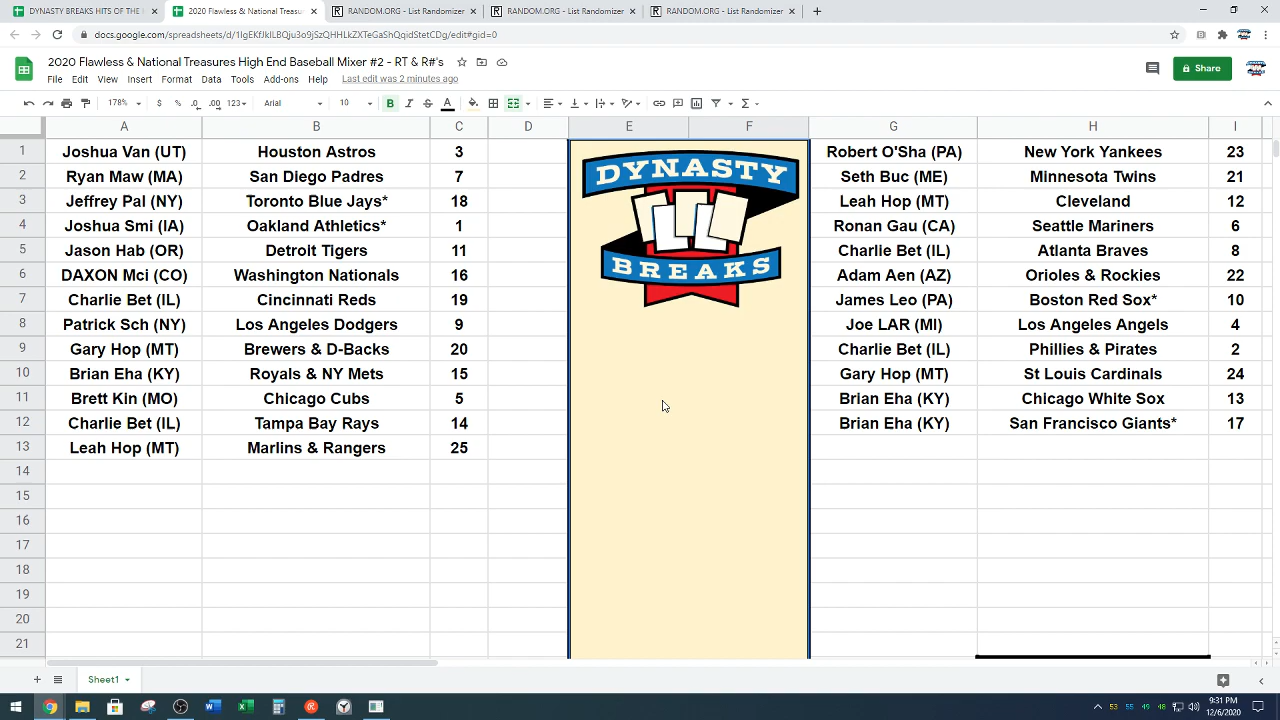 DYNASTY BREAKS HITS OF THE
2020 Flawless & National Treasu
RANDOM.ORG - List Randomizer
RANDOM.ORG - List Randomizer
RANDOM.ORG - List Randomizer
2020 Flawless & National Treasures High End Baseball Mixer #2 - RT & R#'s
File Edit View Insert Format Data Tools Add-ons Help Last edit was 2 minutes ago
Share
178% $ % .0 .00 123 Arial 10 B I S A
A B C D E F G H I
1 Joshua Van (UT) Houston Astros 3 Robert O'Sha (PA) New York Yankees 23
2 Ryan Maw (MA) San Diego Padres 7 Seth Buc (ME) Minnesota Twins 21
3 Jeffrey Pal (NY) Toronto Blue Jays* 18 Leah Hop (MT) Cleveland 12
4 Joshua Smi (IA) Oakland Athletics* 1 Ronan Gau (CA) Seattle Mariners 6
5 Jason Hab (OR) Detroit Tigers 11 Charlie Bet (IL) Atlanta Braves 8
6 DAXON Mci (CO) Washington Nationals 16 Adam Aen (AZ) Orioles & Rockies 22
7 Charlie Bet (IL) Cincinnati Reds 19 James Leo (PA) Boston Red Sox* 10
8 Patrick Sch (NY) Los Angeles Dodgers 9 Joe LAR (MI) Los Angeles Angels 4
9 Gary Hop (MT) Brewers & D-Backs 20 Charlie Bet (IL) Phillies & Pirates 2
10 Brian Eha (KY) Royals & NY Mets 15 Gary Hop (MT) St Louis Cardinals 24
11 Brett Kin (MO) Chicago Cubs 5 Brian Eha (KY) Chicago White Sox 13
12 Charlie Bet (IL) Tampa Bay Rays 14 Brian Eha (KY) San Francisco Giants* 17
13 Leah Hop (MT) Marlins & Rangers 25
14
15
16
17
18
19
20
21
DYNASTY
BREAKS
Sheet1
53 55 49 48
9:31 PM
12/6/2020